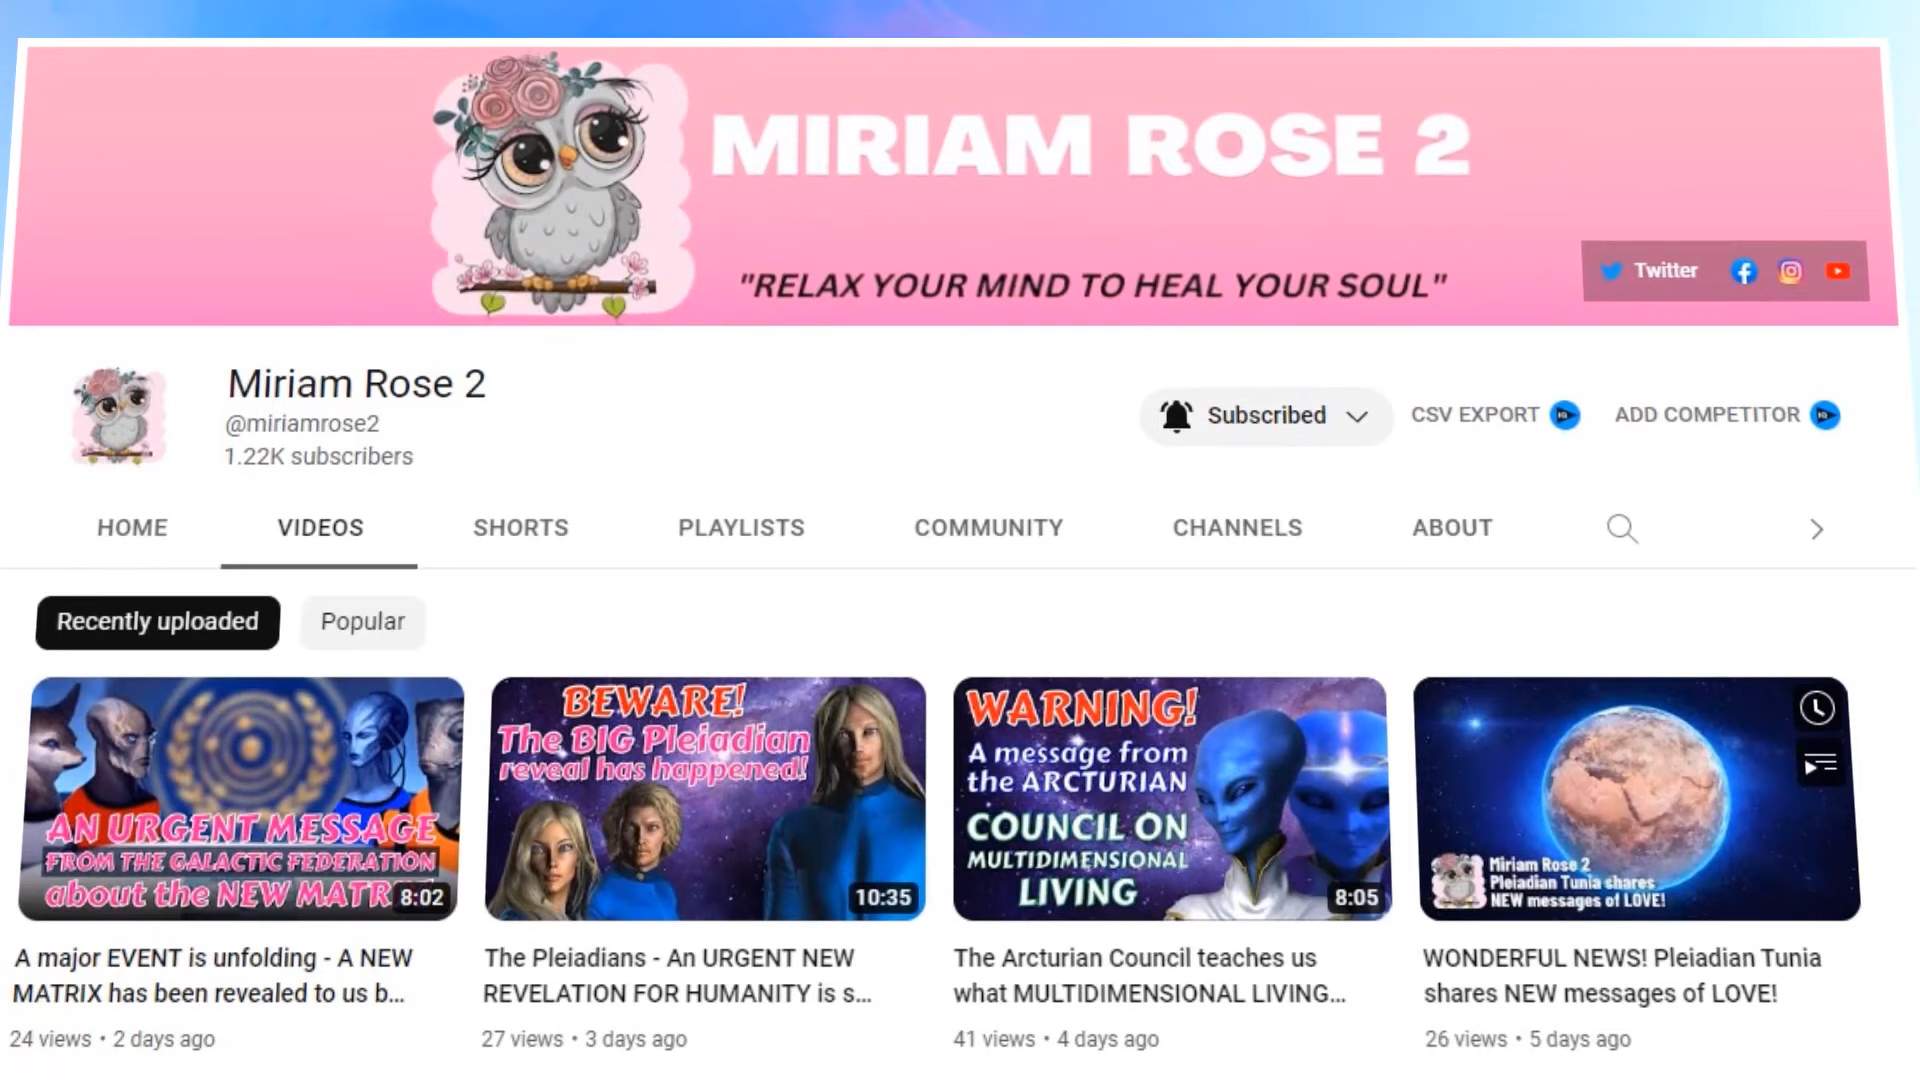 MIRIAM ROSE 2
"RELAX YOUR MIND TO HEAL YOUR SOUL"
Twitter
Miriam Rose 2
@miriamrose2
1.22K subscribers
Subscribed
CSV EXPORT
ADD COMPETITOR
HOME
VIDEOS
SHORTS
PLAYLISTS
COMMUNITY
CHANNELS
ABOUT
Recently uploaded
Popular
AN URGENT MESSAGE
FROM THE GALACTIC FEDERATION
about the NEW MATR
8:02
BEWARE!
The BIG Pleiadian
reveal has happened!
10:35
WARNING!
A message from
the ARCTURIAN
COUNCIL ON
MULTIDIMENSIONAL
LIVING
8:05
Miriam Rose 2
Pleiadian Tunia shares
NEW messages of LOVE!
A major EVENT is unfolding - A NEW
MATRIX has been revealed to us b...
24 views • 2 days ago
The Pleiadians - An URGENT NEW
REVELATION FOR HUMANITY is s...
27 views • 3 days ago
The Arcturian Council teaches us
what MULTIDIMENSIONAL LIVING...
41 views • 4 days ago
WONDERFUL NEWS! Pleiadian Tunia
shares NEW messages of LOVE!
26 views • 5 days ago